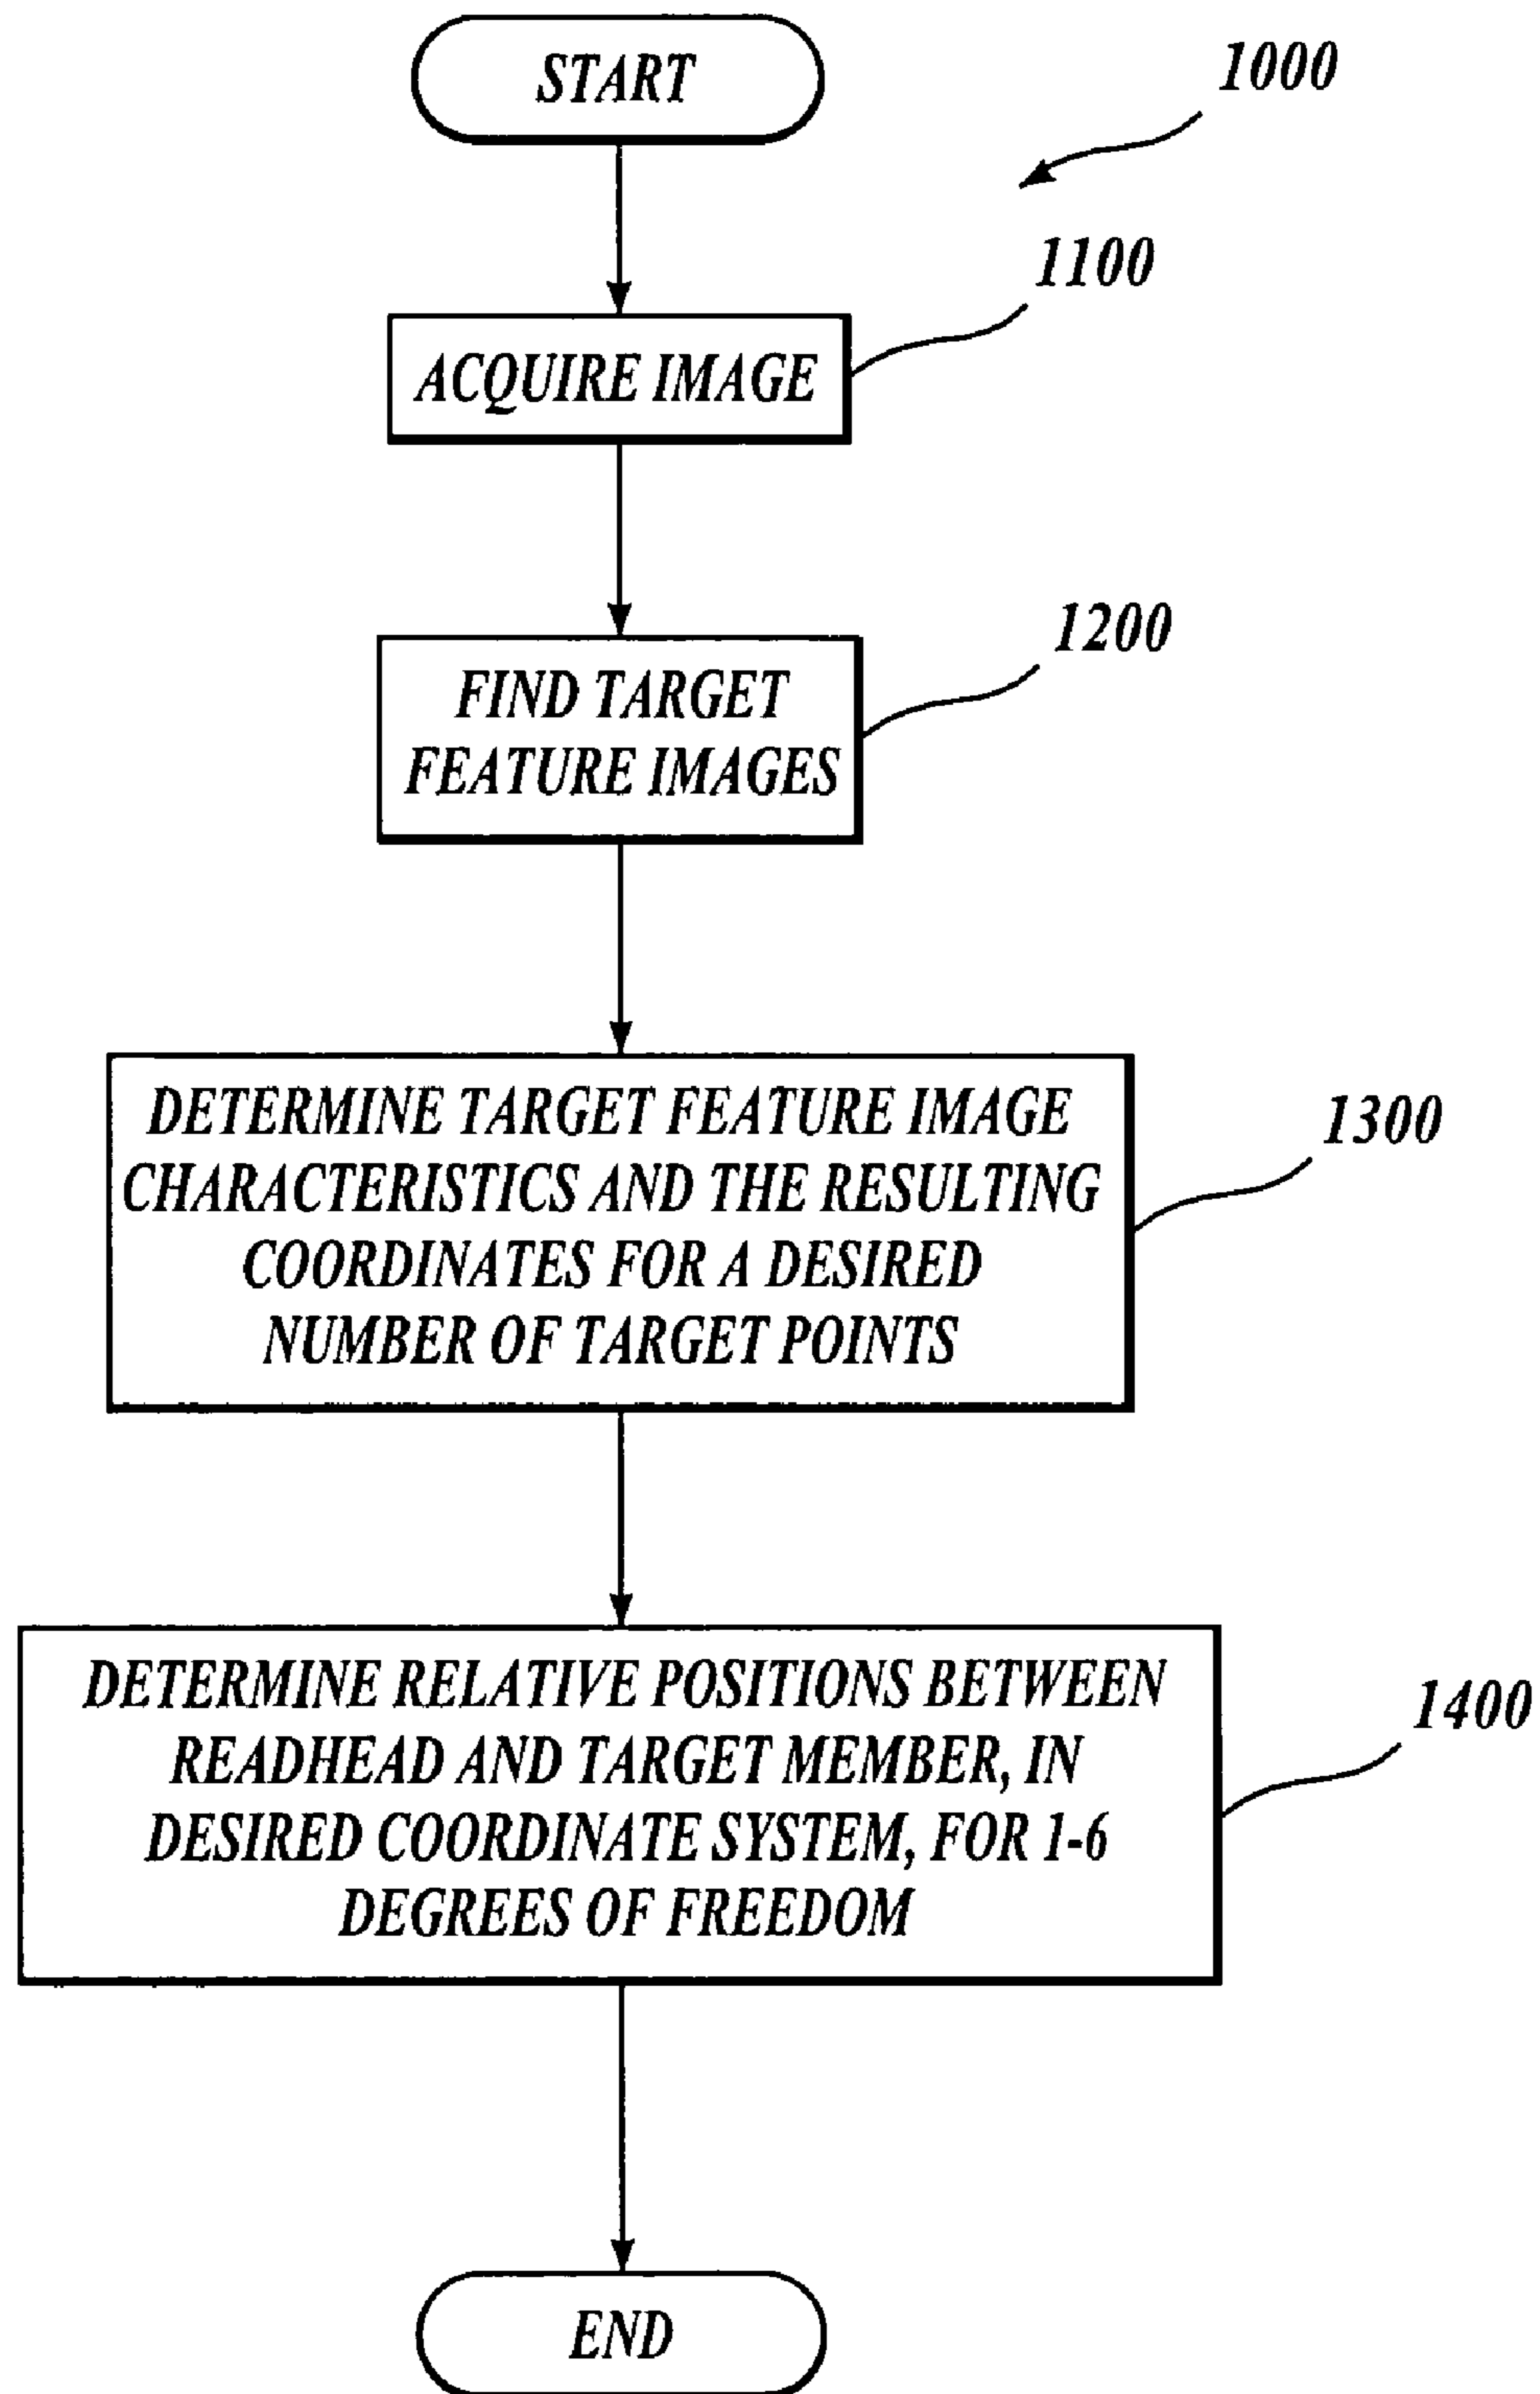 START
1000
1100
ACQUIRE IMAGE
1200
FIND TARGET
FEATURE IMAGES
1300
DETERMINE TARGET FEATURE IMAGE
CHARACTERISTICS AND THE RESULTING
COORDINATES FOR A DESIRED
NUMBER OF TARGET POINTS
1400
DETERMINE RELATIVE POSITIONS BETWEEN
READHEAD AND TARGET MEMBER, IN
DESIRED COORDINATE SYSTEM, FOR 1-6
DEGREES OF FREEDOM
END